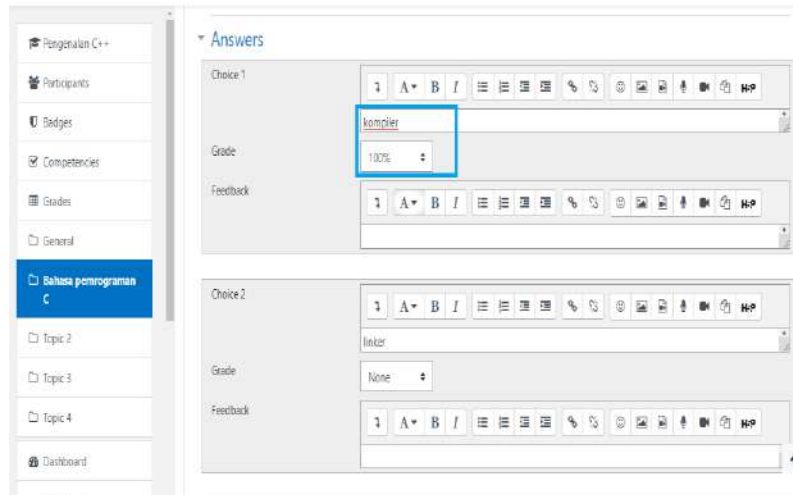 Pengenalan C++
Participants
Badges
Competencies
Grades
General
Bahasa pemrograman
C
Topic 2
Topic 3
Topic 4
Dashboard
Answers
Choice 1
A B I
H-P
kompiler
Grade
100%
Feedback
A B I
H-P
Choice 2
A B I
H-P
linker
Grade
None
Feedback
A B I
H-P